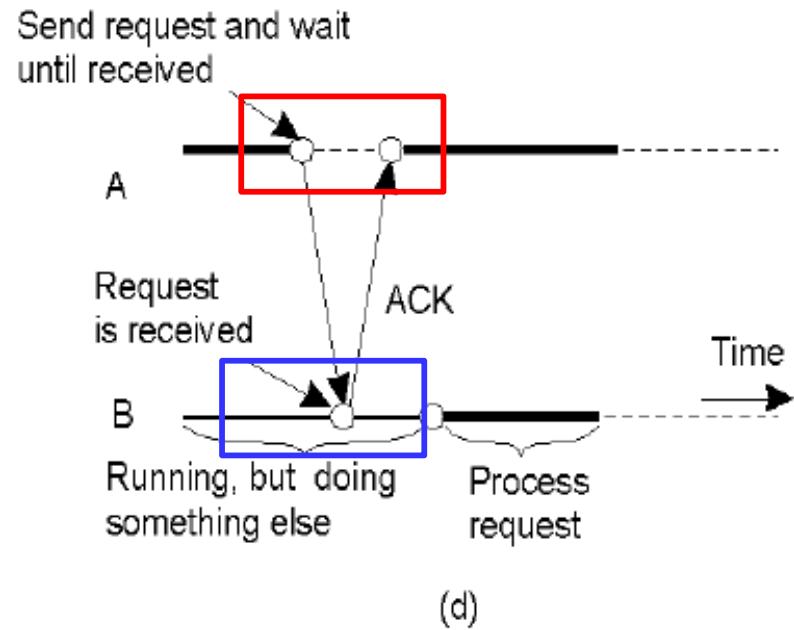 Send request and wait
until received
A
Request
is received
ACK
Time
B
Running, but doing
something else
Process
request
(d)